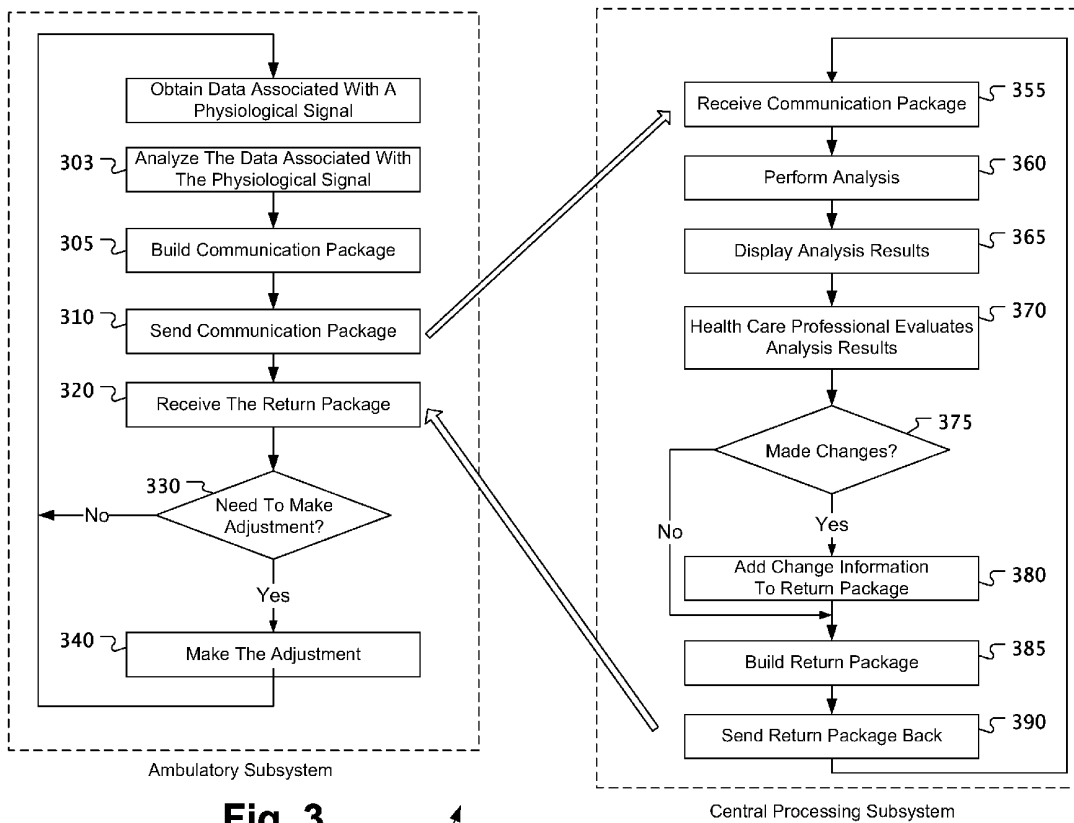 Obtain Data Associated With A
Physiological Signal
303
Analyze The Data Associated With
The Physiological Signal
305
Build Communication Package
310
Send Communication Package
320
Receive The Return Package
330
Need To Make
Adjustment?
No
Yes
340
Make The Adjustment
Ambulatory Subsystem
Receive Communication Package
355
Perform Analysis
360
Display Analysis Results
365
Health Care Professional Evaluates
Analysis Results
370
Made Changes?
375
Yes
No
Add Change Information
To Return Package
380
Build Return Package
385
Send Return Package Back
390
Central Processing Subsystem
Fig. 3